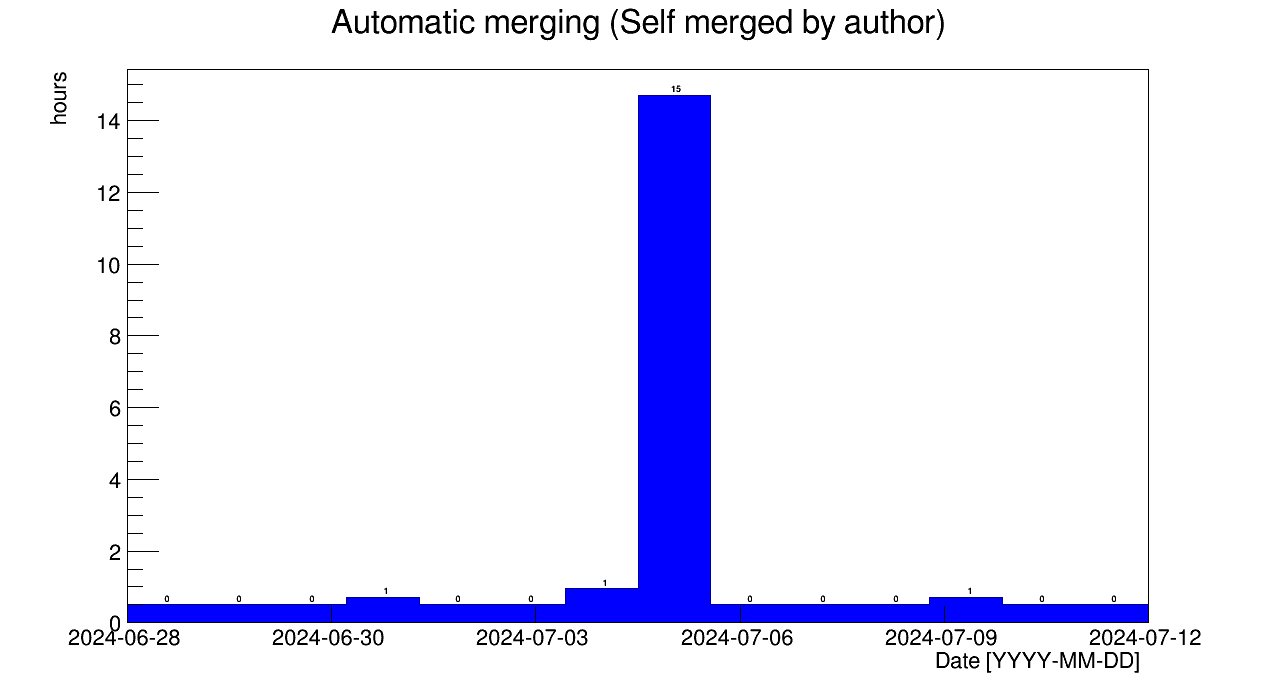 Automatic merging (Self merged by author)
hours
14
12
10
8
6
4
2
0
15
1
1
1
0 0 0 0 0 0 0 0 0 0
2024-06-28 2024-06-30 2024-07-03 2024-07-06 2024-07-09 2024-07-12
Date [YYYY-MM-DD]